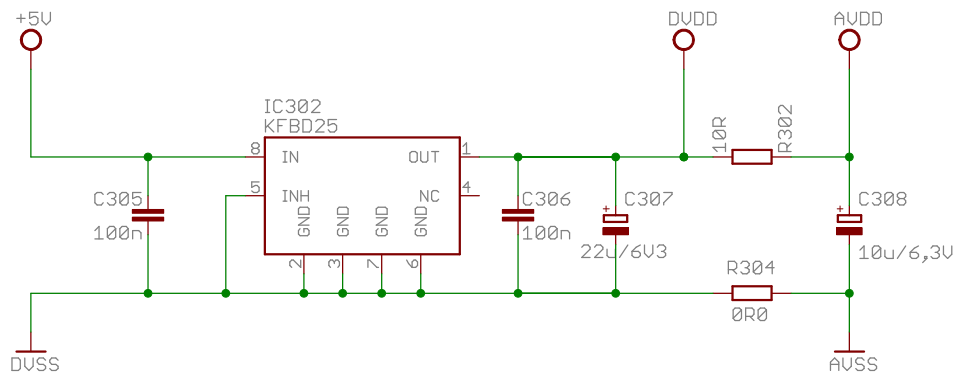 +5V
DVDD
AVDD
IC302
KFBD25
10R
R302
8
IN
OUT
1
5
INH
NC
4
C305
100n
GND
GND
GND
GND
C306
100n
C307
22u/6V3
C308
10u/6,3V
2
3
7
6
R304
0R0
DVSS
AVSS